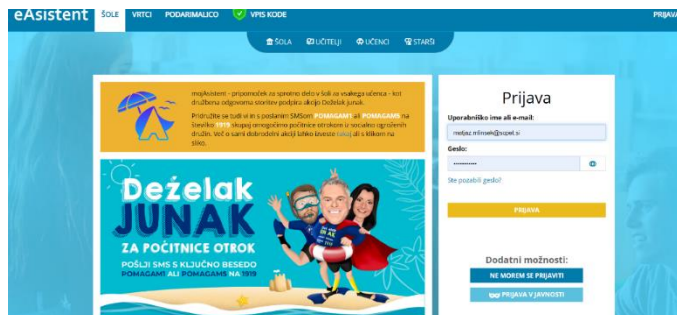 eAsistent ŠOLE VRTCI PODARIMALICO VPIS KODE PRIJAVA
ŠOLA UČITELJI UČENCI STARŠI
mojAsistent - pripomoček za sprotno delo v šoli za vsakega učenca - kot
družbena odgovorna storitev podpira akcijo Deželak junak.
Pridružite se tudi vi in s poslanim SMSom POMAGAM1 ali POMAGAM5 na
številko 1919 skupaj omogočimo počitnice otrokom iz socialno ogroženih
družin. Več o sami dobrodelni akciji lahko izveste tukaj ali s klikom na
sliko.
Deželak
JUNAK
ZA POČITNICE OTROK
POŠLJI SMS S KLJUČNO BESEDO
POMAGAM1 ALI POMAGAM5 NA 1919
Prijava
Uporabniško ime ali e-mail:
Geslo:
Ste pozabili geslo?
PRIJAVA
Dodatni možnosti:
NE MOREM SE PRIJAVITI
PRIJAVA V JAVNOSTI